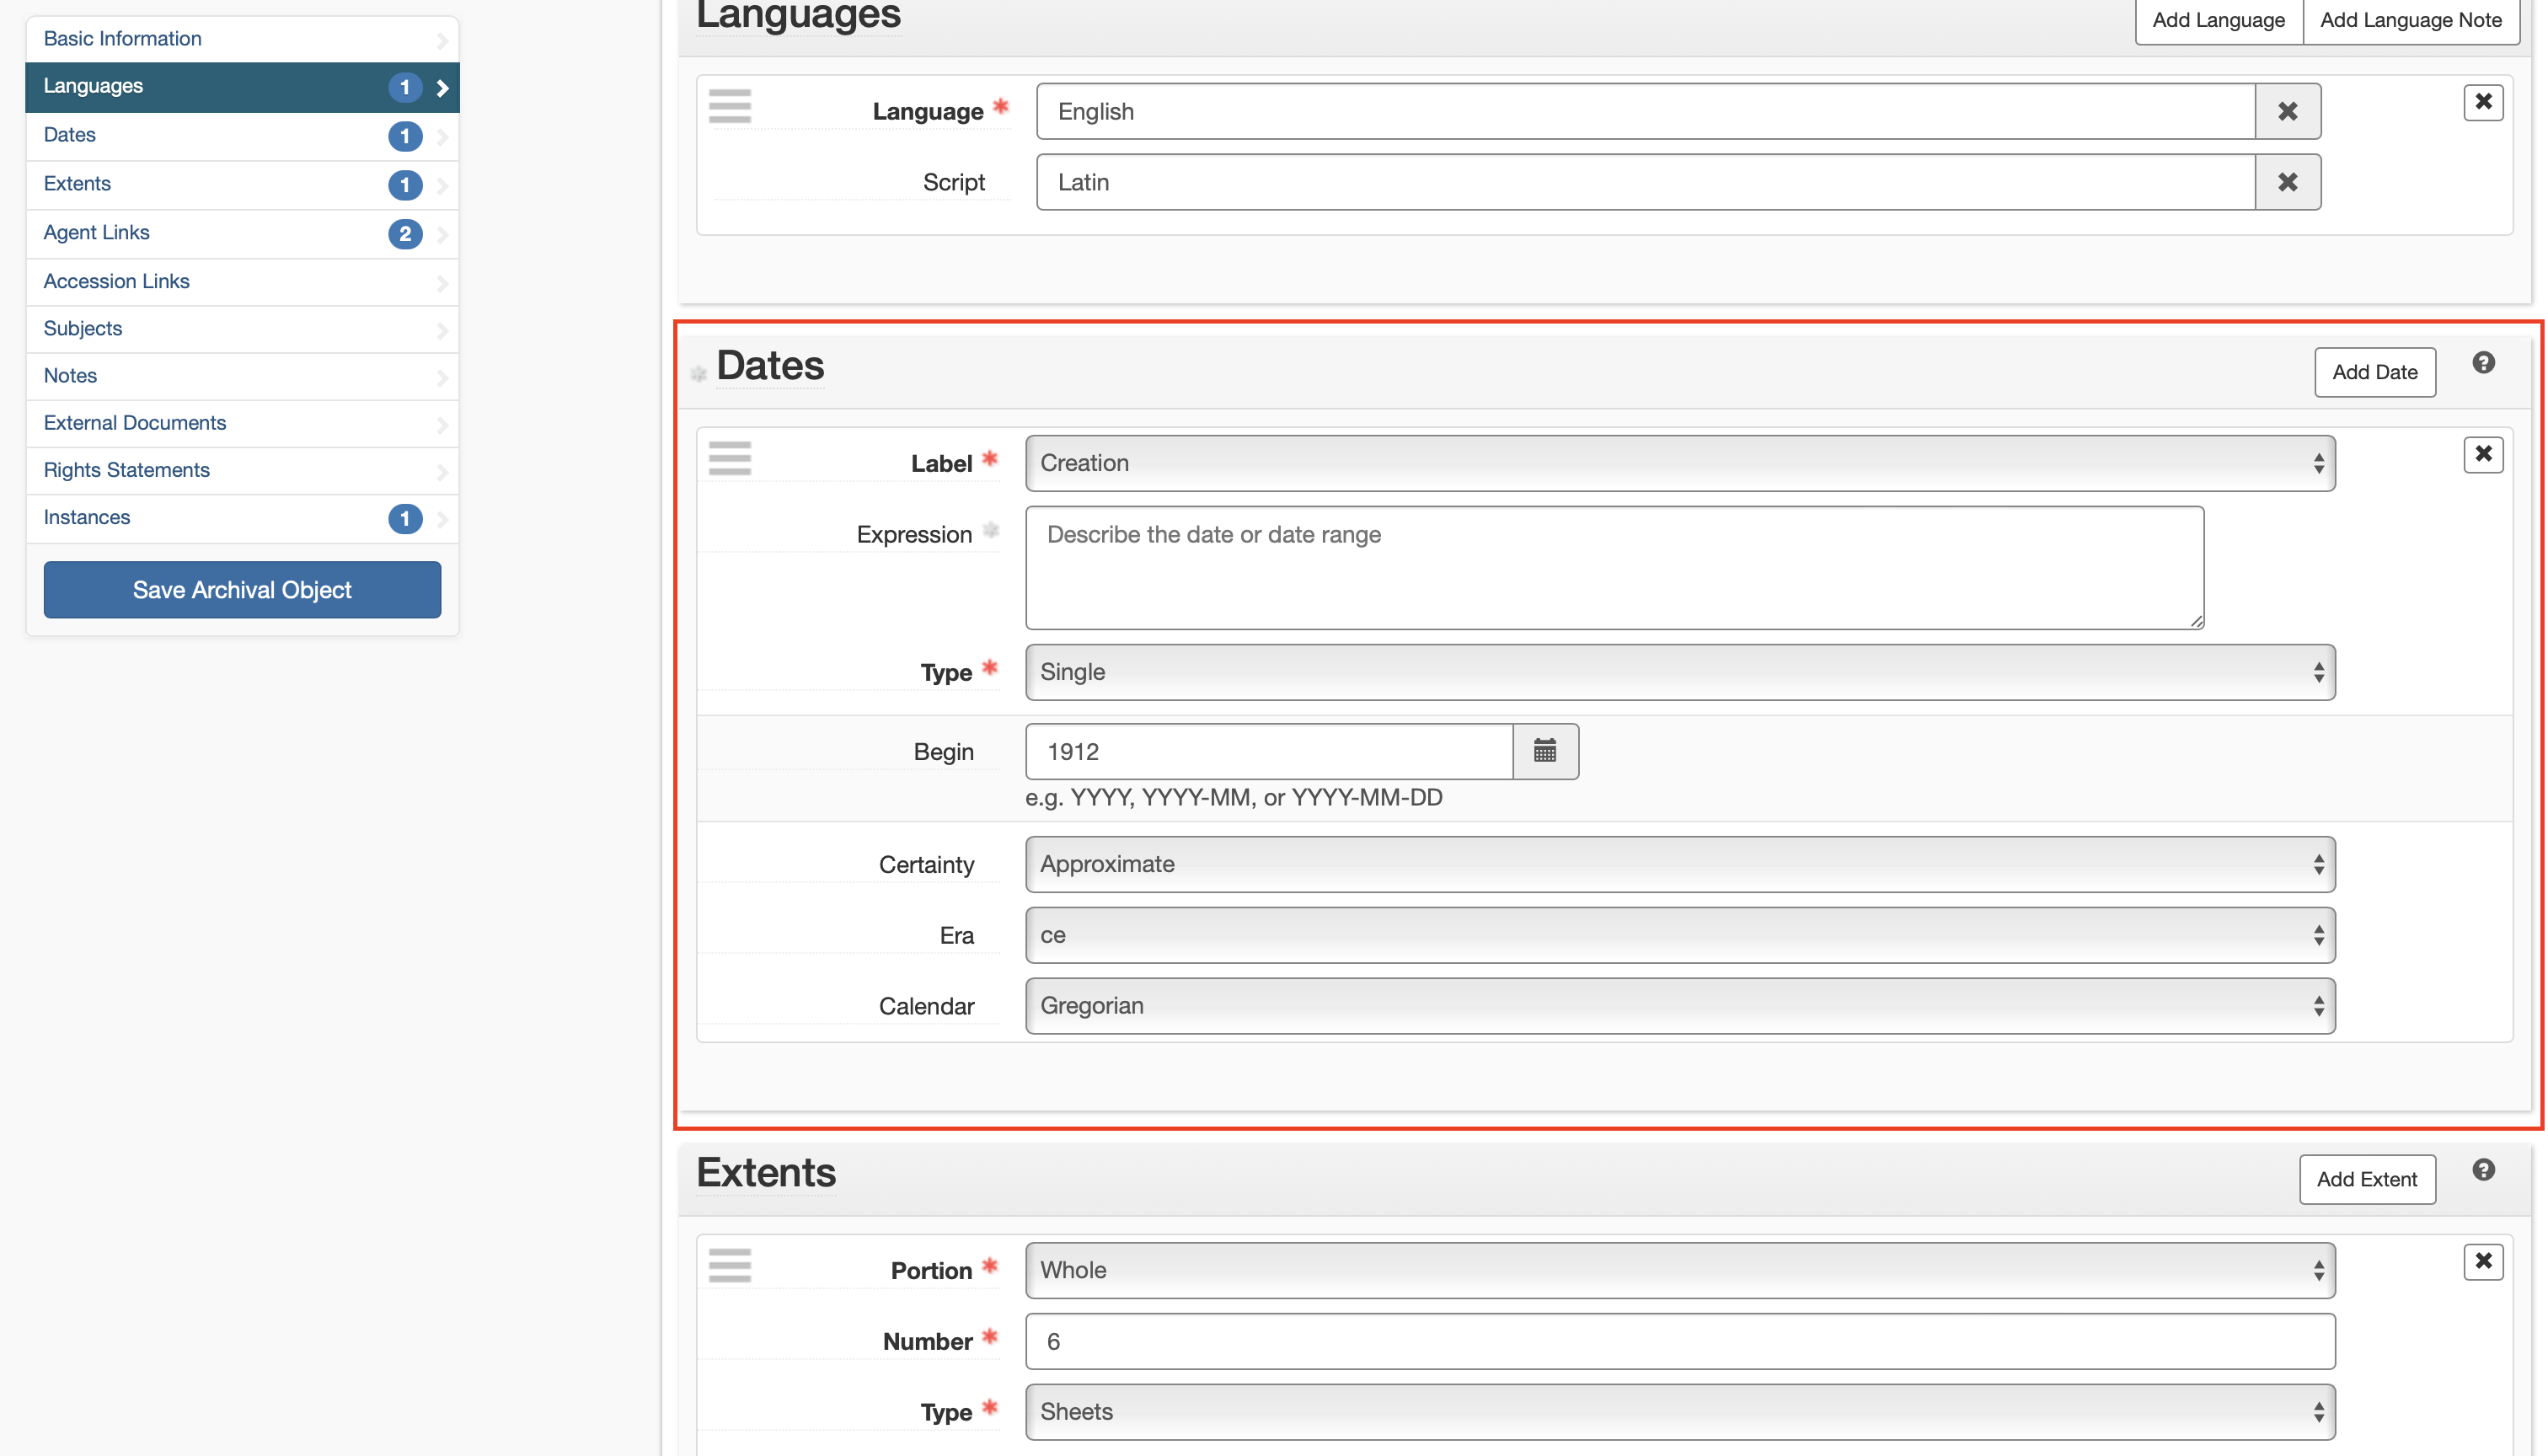 Basic Information
Languages 1
Dates 1
Extents 1
Agent Links 2
Accession Links
Subjects
Notes
External Documents
Rights Statements
Instances 1
Save Archival Object
Languages
Add Language
Add Language Note
Language * English
Script Latin
Dates
Add Date
Label * Creation
Expression * Describe the date or date range
Type * Single
Begin 1912
e.g. YYYY, YYYY-MM, or YYYY-MM-DD
Certainty Approximate
Era ce
Calendar Gregorian
Extents
Add Extent
Portion * Whole
Number * 6
Type * Sheets